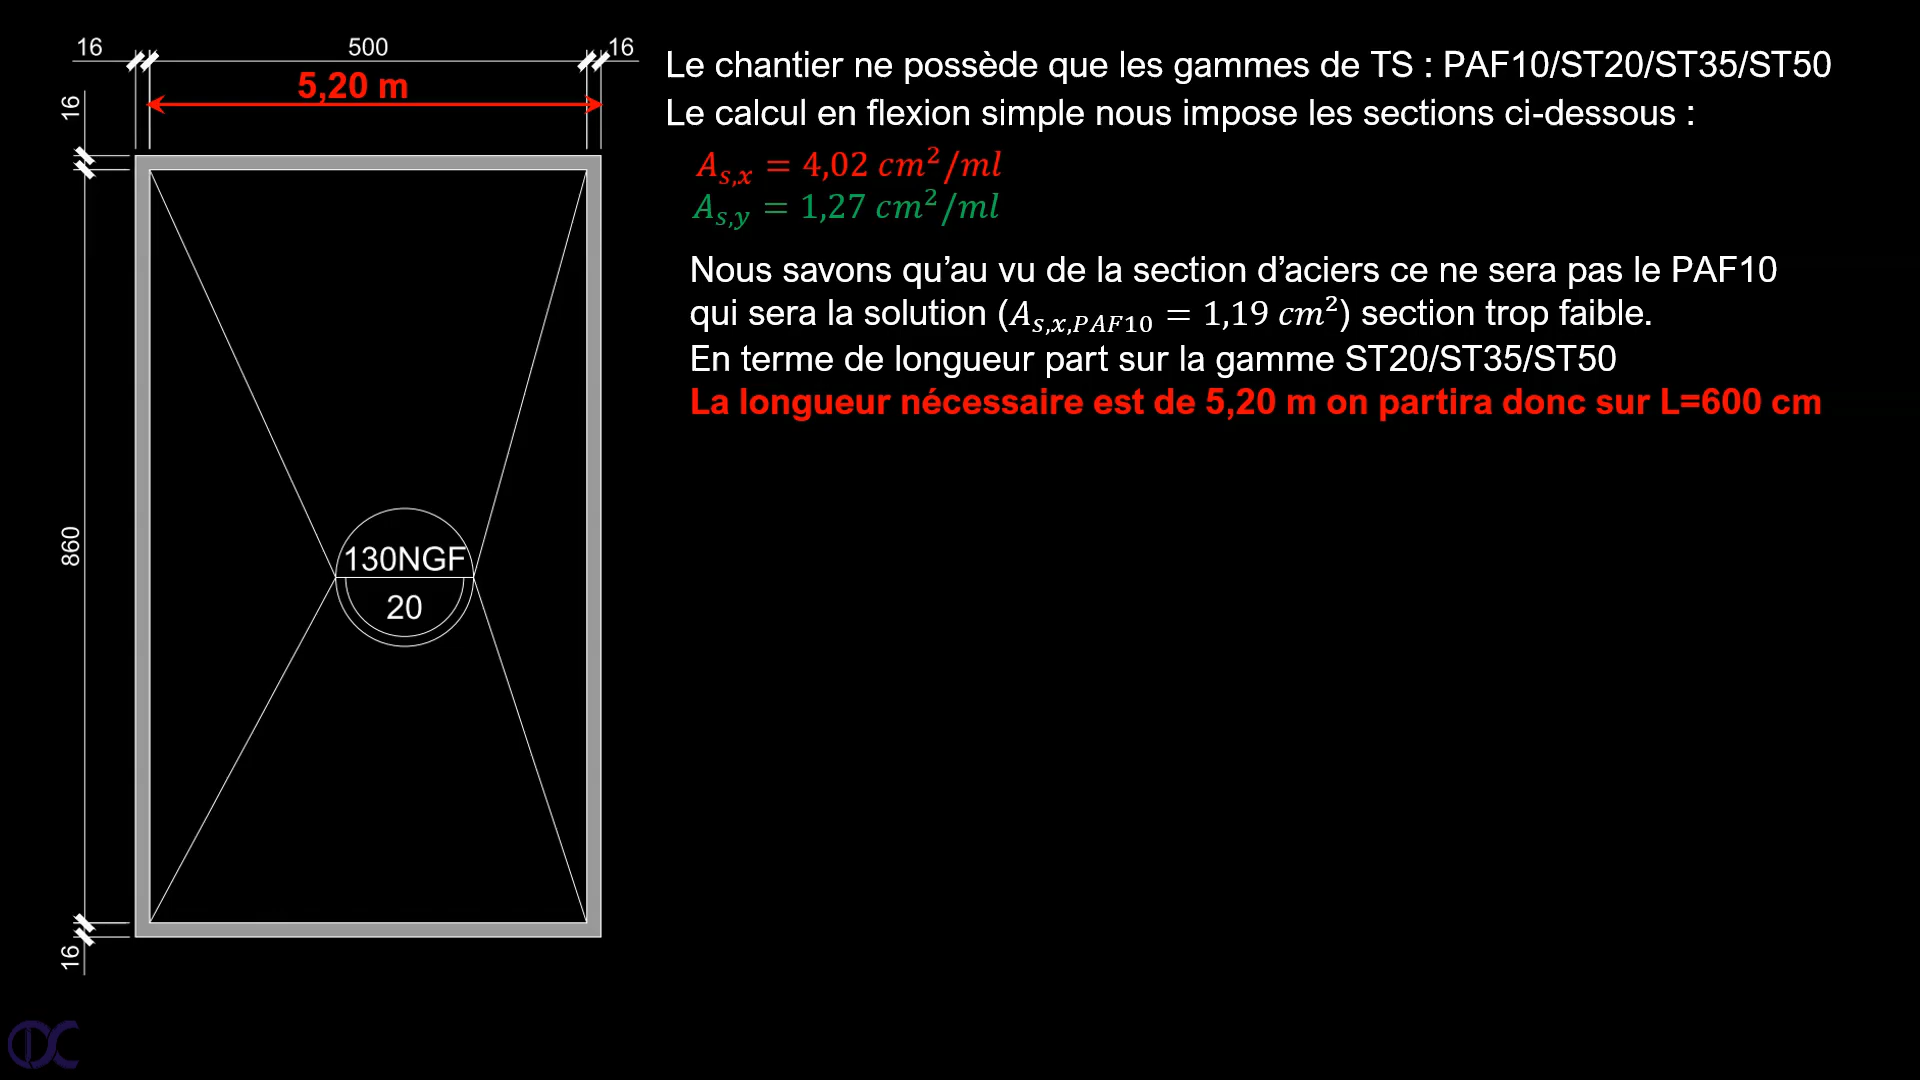 16
500
16
5,20 m
16
860
16
130NGF
20
Le chantier ne possède que les gammes de TS : PAF10/ST20/ST35/ST50
Le calcul en flexion simple nous impose les sections ci-dessous :
A_{s,x} = 4,02 cm²/ml
A_{s,y} = 1,27 cm²/ml
Nous savons qu’au vu de la section d’aciers ce ne sera pas le PAF10
qui sera la solution (A_{s,x,PAF10} = 1,19 cm²) section trop faible.
En terme de longueur part sur la gamme ST20/ST35/ST50
La longueur nécessaire est de 5,20 m on partira donc sur L=600 cm